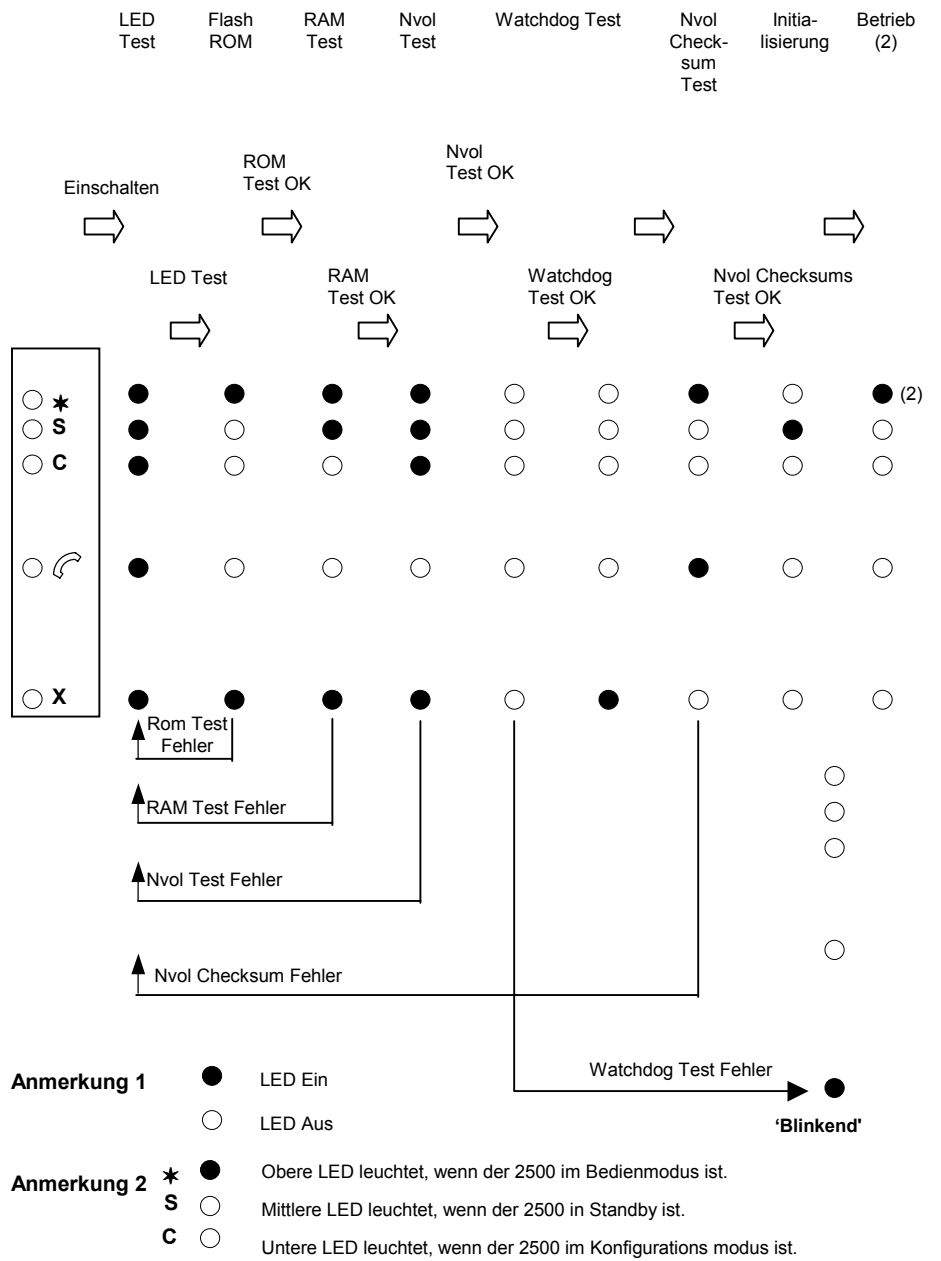 LED
Test
Flash
ROM
RAM
Test
Nvol
Test
Watchdog Test
Nvol
Check-
sum
Test
Initia-
lisierung
Betrieb
(2)
Einschalten
ROM
Test OK
Nvol
Test OK
LED Test
RAM
Test OK
Watchdog
Test OK
Nvol Checksums
Test OK
(2)
S
C
X
Rom Test
Fehler
RAM Test Fehler
Nvol Test Fehler
Nvol Checksum Fehler
Watchdog Test Fehler
‘Blinkend'
Anmerkung 1
LED Ein
LED Aus
Anmerkung 2
Obere LED leuchtet, wenn der 2500 im Bedienmodus ist.
S Mittlere LED leuchtet, wenn der 2500 in Standby ist.
C Untere LED leuchtet, wenn der 2500 im Konfigurations modus ist.